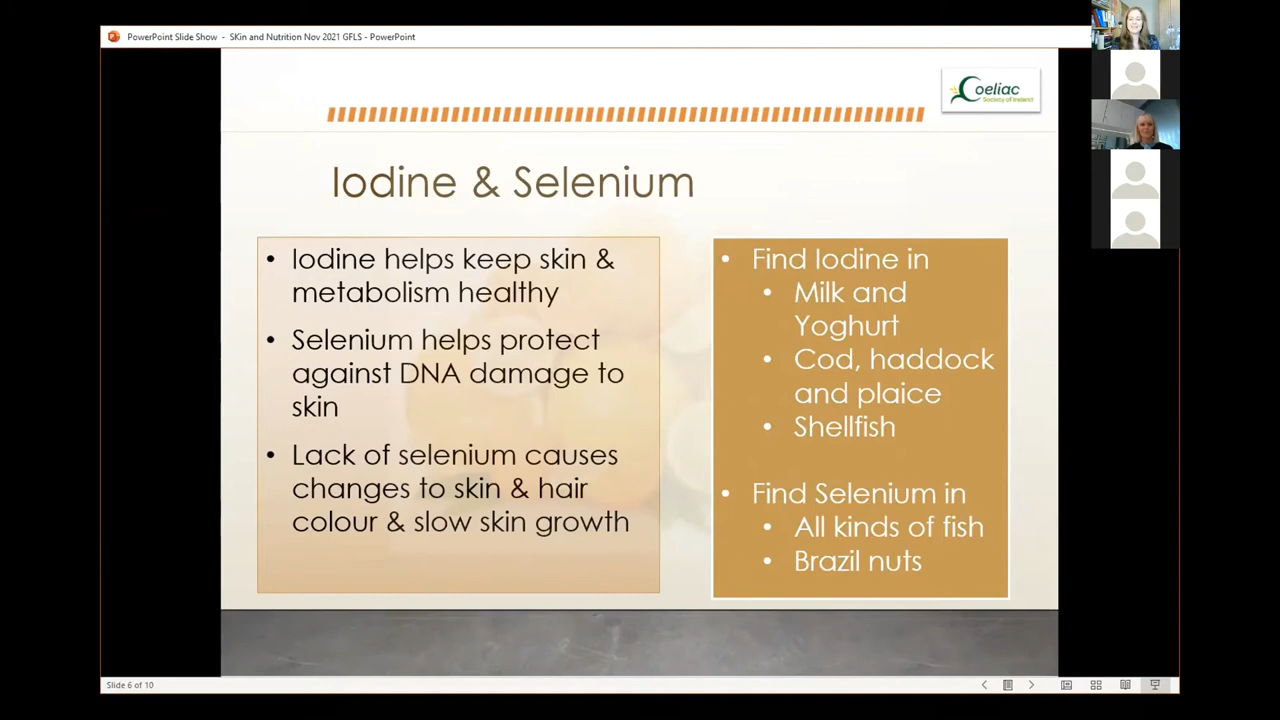 PowerPoint Slide Show - SKin and Nutrition Nov 2021 GFLS - PowerPoint
Coeliac
Society of Ireland
Iodine & Selenium
• Iodine helps keep skin &
metabolism healthy
• Selenium helps protect
against DNA damage to
skin
• Lack of selenium causes
changes to skin & hair
colour & slow skin growth
• Find Iodine in
• Milk and
Yoghurt
• Cod, haddock
and plaice
• Shellfish
• Find Selenium in
• All kinds of fish
• Brazil nuts
Slide 6 of 10